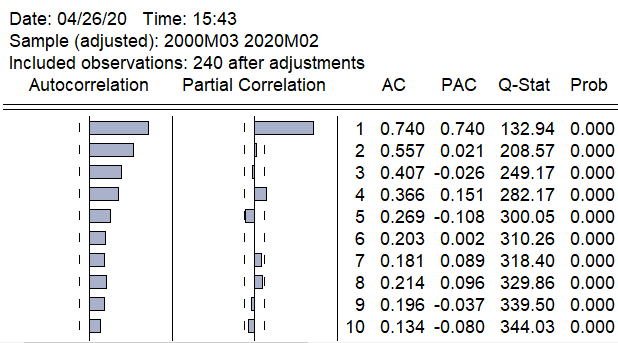 Date: 04/26/20 Time: 15:43
Sample (adjusted): 2000M03 2020M02
Included observations: 240 after adjustments
Autocorrelation Partial Correlation AC PAC Q-Stat Prob
1 0.740 0.740 132.94 0.000
2 0.557 0.021 208.57 0.000
3 0.407 -0.026 249.17 0.000
4 0.366 0.151 282.17 0.000
5 0.269 -0.108 300.05 0.000
6 0.203 0.002 310.26 0.000
7 0.181 0.089 318.40 0.000
8 0.214 0.096 329.86 0.000
9 0.196 -0.037 339.50 0.000
10 0.134 -0.080 344.03 0.000